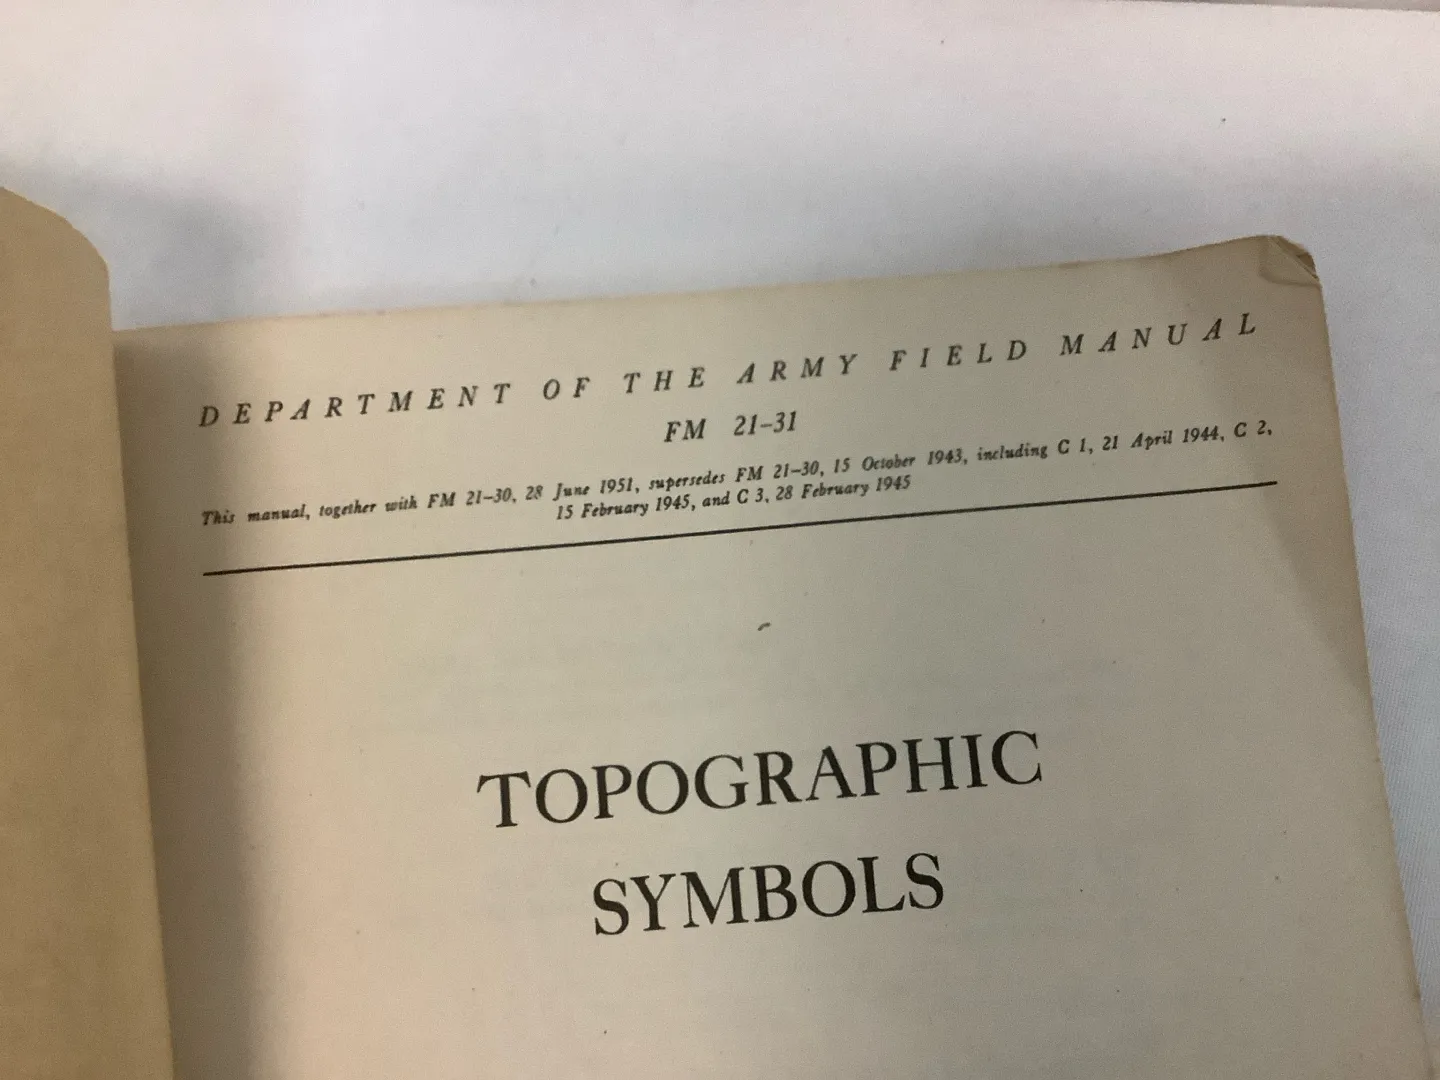 DEPARTMENT OF THE ARMY FIELD MANUAL
FM 21–31
This manual, together with FM 21–30, 28 June 1951, supersedes FM 21–30, 15 October 1943, including C 1, 21 April 1944, C 2,
15 February 1945, and C 3, 28 February 1945
TOPOGRAPHIC
SYMBOLS